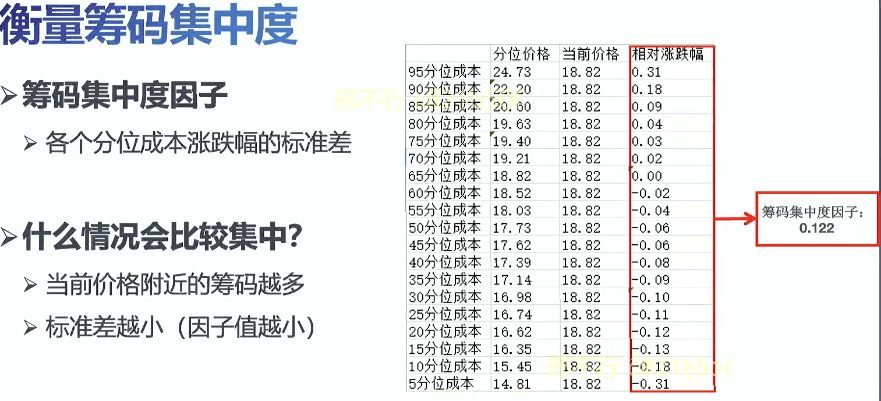 衡量筹码集中度
筹码集中度因子
各个分位成本涨跌幅的标准差
什么情况会比较集中?
当前价格附近的筹码越多
标准差越小（因子值越小）
分位价格 当前价格 相对涨跌幅
95分位成本 24.73 18.82 0.31
90分位成本 22.20 18.82 0.18
85分位成本 20.60 18.82 0.09
80分位成本 19.63 18.82 0.04
75分位成本 19.40 18.82 0.03
70分位成本 19.21 18.82 0.02
65分位成本 18.82 18.82 0.00
60分位成本 18.52 18.82 -0.02
55分位成本 18.03 18.82 -0.04
50分位成本 17.73 18.82 -0.06
45分位成本 17.62 18.82 -0.06
40分位成本 17.39 18.82 -0.08
35分位成本 17.14 18.82 -0.09
30分位成本 16.98 18.82 -0.10
25分位成本 16.74 18.82 -0.11
20分位成本 16.62 18.82 -0.12
15分位成本 16.35 18.82 -0.13
10分位成本 15.45 18.82 -0.18
5分位成本 14.81 18.82 -0.31
筹码集中度因子：
0.122